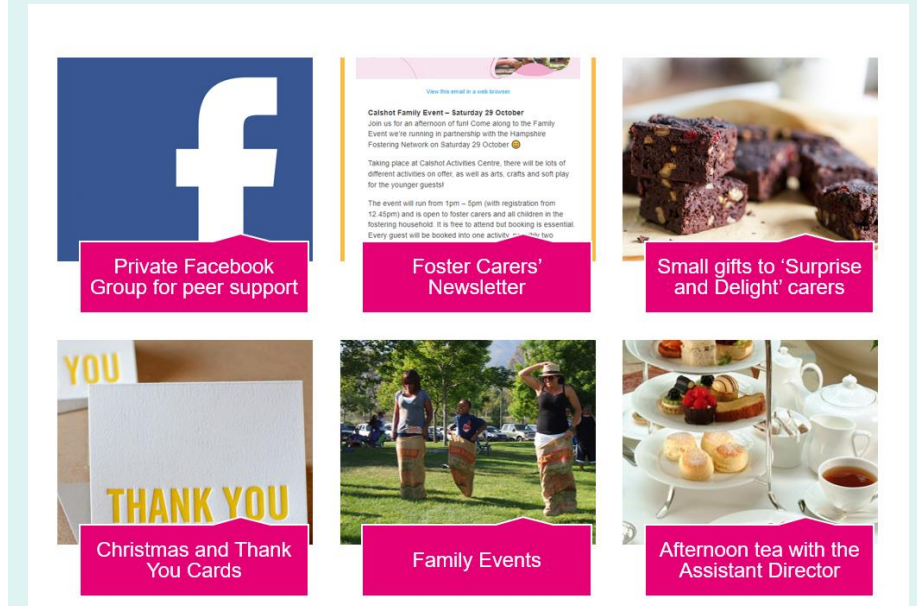 f
Private Facebook
Group for peer support
View this email in a web browser
Calshot Family Event – Saturday 29 October
Join us for an afternoon of fun! Come along to the Family
Event we're running in partnership with the Hampshire
Fostering Network on Saturday 29 October 😊
Taking place at Calshot Activities Centre, there will be lots of
different activities on offer, as well as arts, crafts and soft play
for the younger guests!
The event will run from 1pm – 5pm (with registration from
12.45pm) and is open to foster carers and all children in the
fostering household. It is free to attend but booking is essential.
Every guest will be booked into one activity, two
Foster Carers'
Newsletter
Small gifts to 'Surprise
and Delight' carers
YOU
THANK YOU
Christmas and Thank
You Cards
Family Events
Afternoon tea with the
Assistant Director